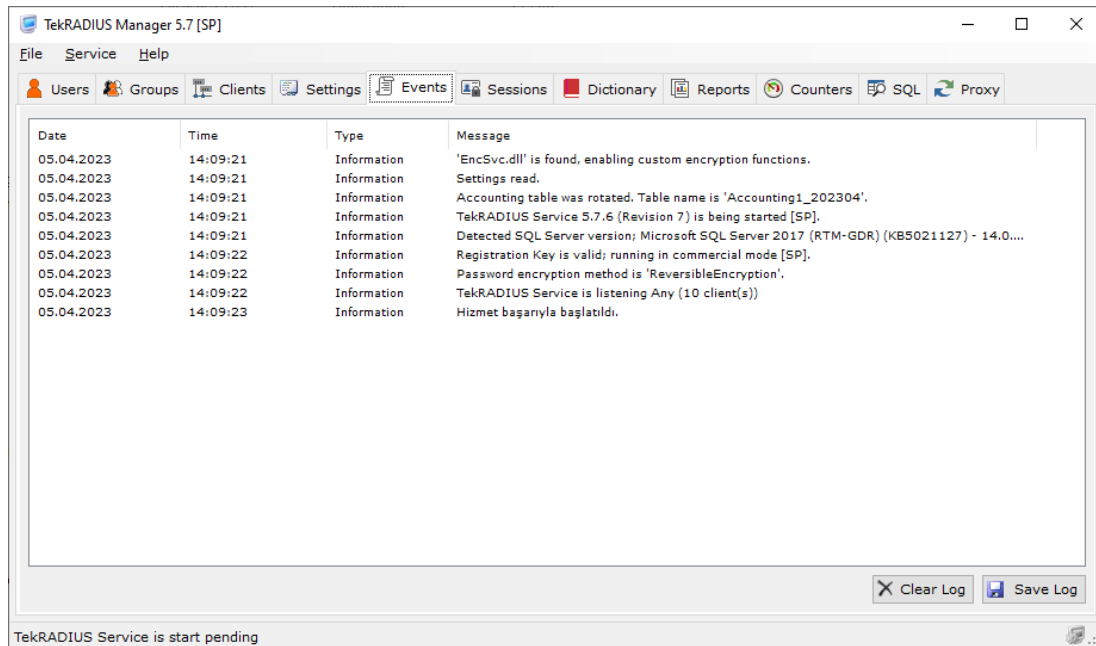 TekRADIUS Manager 5.7 [SP]
File Service Help
Users Groups Clients Settings Events Sessions Dictionary Reports Counters SQL Proxy
Date Time Type Message
05.04.2023 14:09:21 Information 'EncSvc.dll' is found, enabling custom encryption functions.
05.04.2023 14:09:21 Information Settings read.
05.04.2023 14:09:21 Information Accounting table was rotated. Table name is 'Accounting1_202304'.
05.04.2023 14:09:21 Information TekRADIUS Service 5.7.6 (Revision 7) is being started [SP].
05.04.2023 14:09:21 Information Detected SQL Server version; Microsoft SQL Server 2017 (RTM-GDR) (KB5021127) - 14.0....
05.04.2023 14:09:22 Information Registration Key is valid; running in commercial mode [SP].
05.04.2023 14:09:22 Information Password encryption method is 'ReversibleEncryption'.
05.04.2023 14:09:22 Information TekRADIUS Service is listening Any (10 client(s))
05.04.2023 14:09:23 Information Hizmet başarıyla başlatıldı.
Clear Log Save Log
TekRADIUS Service is start pending